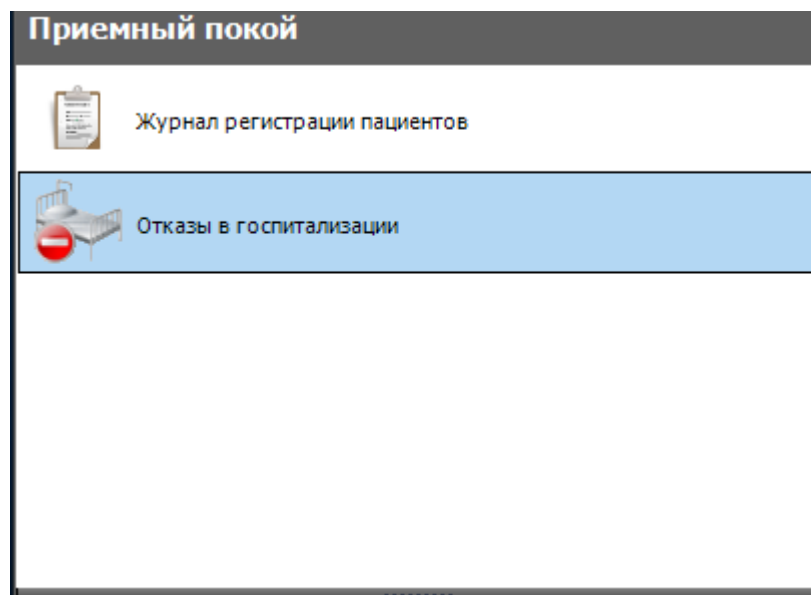 Приемный покой
Журнал регистрации пациентов
Отказы в госпитализации